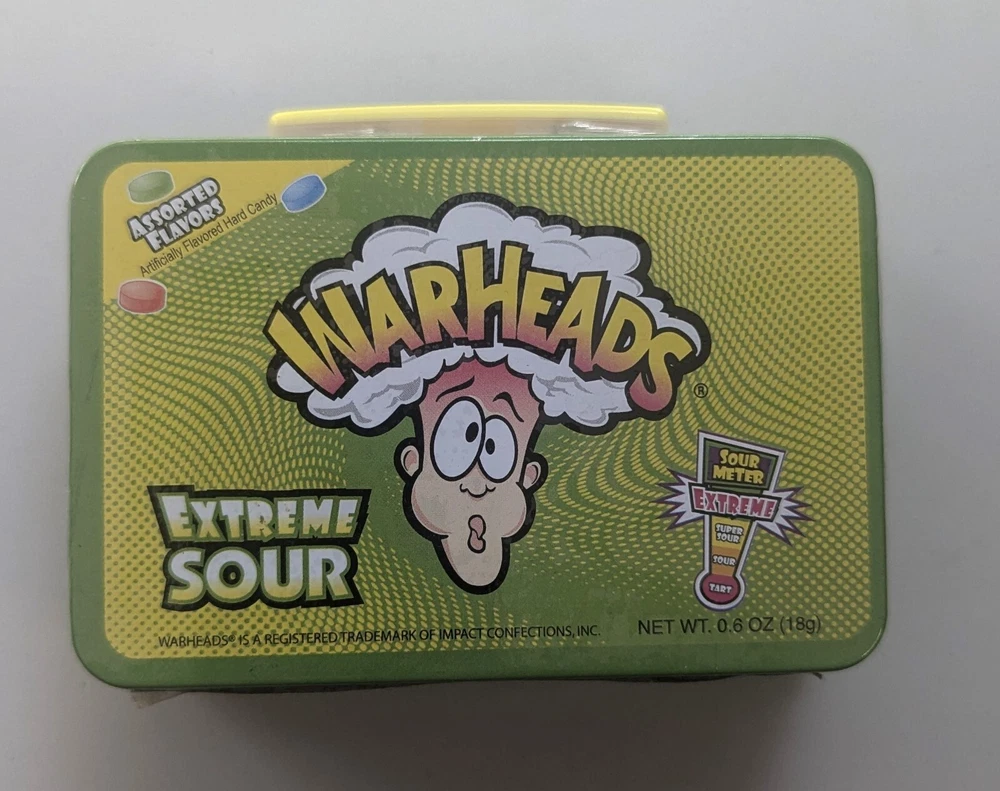 ASSORTED
FLAVORS
Artificially Flavored Hard Candy
WARHEADS®
SOUR
METER
EXTREME
SUPER
SOUR
SOUR
TART
EXTREME
SOUR
WARHEADS® IS A REGISTERED TRADEMARK OF IMPACT CONFECTIONS, INC.
NET WT. 0.6 OZ (18g)